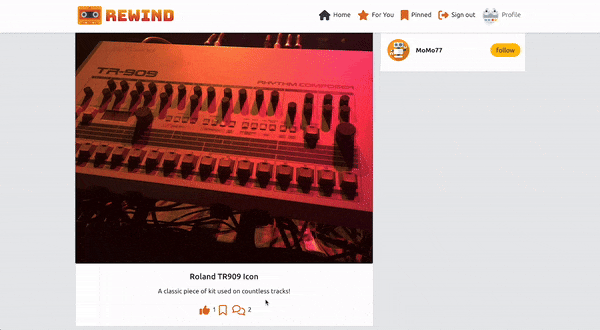 REWIND
Home
For You
Pinned
Sign out
Profile
TR-909
RHYTHM COMPOSER
MoMo77
follow
Roland TR909 Icon
A classic piece of kit used on countless tracks!
1
2